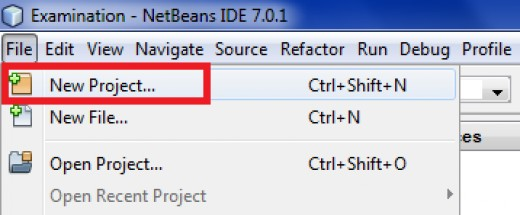 Examination - NetBeans IDE 7.0.1
File Edit View Navigate Source Refactor Run Debug Profile
New Project... Ctrl+Shift+N
New File... Ctrl+N
es
Open Project... Ctrl+Shift+O
Open Recent Project